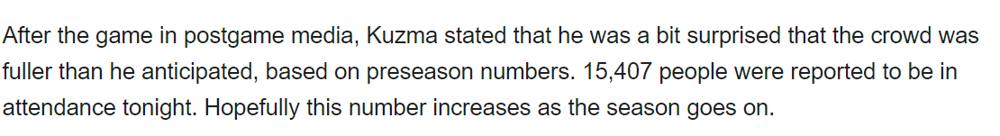 After the game in postgame media, Kuzma stated that he was a bit surprised that the crowd was
fuller than he anticipated, based on preseason numbers. 15,407 people were reported to be in
attendance tonight. Hopefully this number increases as the season goes on.